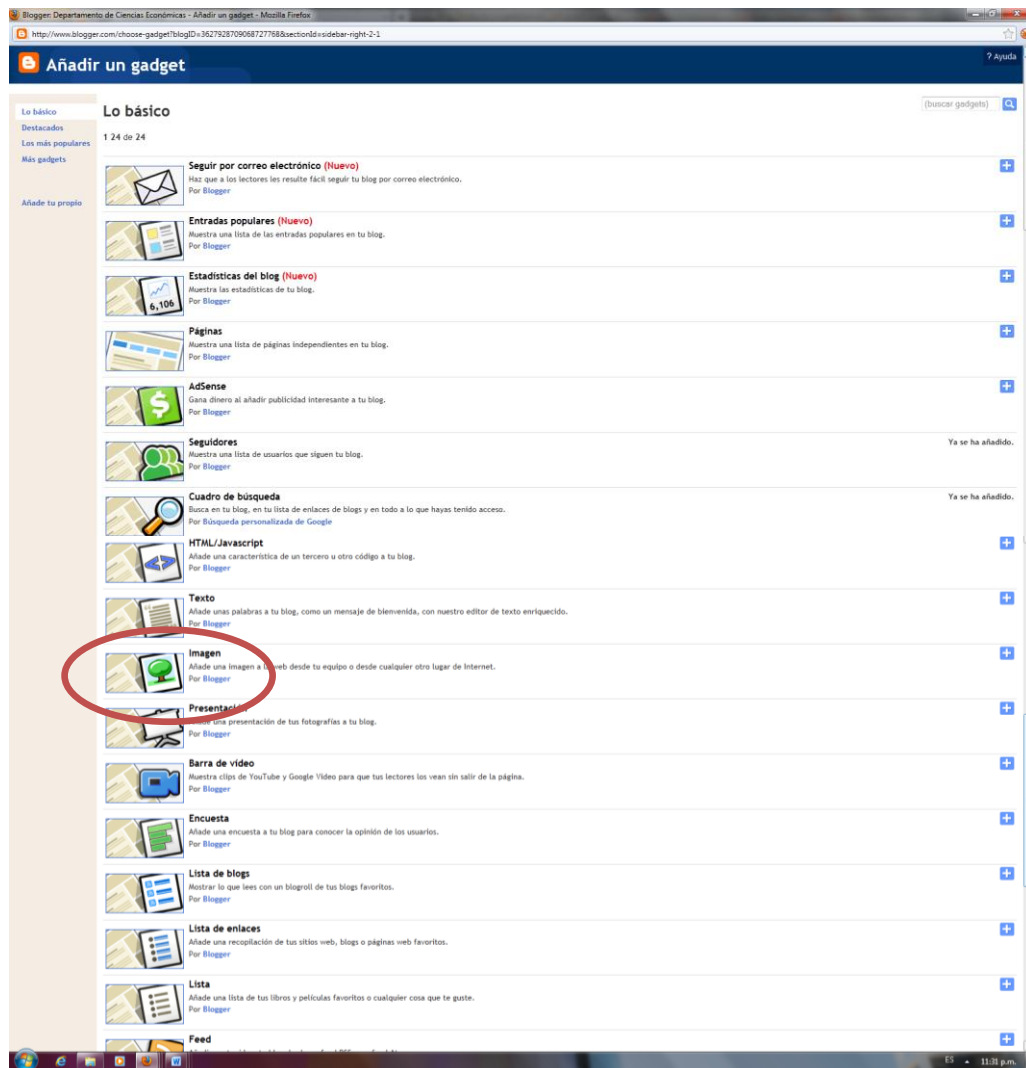 Blogger: Departamento de Ciencias Económicas - Añadir un gadget - Mozilla Firefox
http://www.blogger.com/choose-gadget?blogID=3627928709068727768&sectionId=sidebar-right-2-1
Añadir un gadget
? Ayuda
Lo básico
Destacados
Los más populares
Más gadgets
Añade tu propio
Lo básico
(buscar gadgets)
1 24 de 24
Seguir por correo electrónico (Nuevo)
Haz que a los lectores les resulte fácil seguir tu blog por correo electrónico.
Por Blogger
Entradas populares (Nuevo)
Muestra una lista de las entradas populares en tu blog.
Por Blogger
Estadísticas del blog (Nuevo)
Muestra las estadísticas de tu blog.
Por Blogger
6,106
Páginas
Muestra una lista de páginas independientes en tu blog.
Por Blogger
AdSense
Gana dinero al añadir publicidad interesante a tu blog.
Por Blogger
Seguidores
Ya se ha añadido.
Muestra una lista de usuarios que siguen tu blog.
Por Blogger
Cuadro de búsqueda
Ya se ha añadido.
Busca en tu blog, en tu lista de enlaces de blogs y en todo a lo que hayas tenido acceso.
Por Búsqueda personalizada de Google
HTML/Javascript
Añade una característica de un tercero u otro código a tu blog.
Por Blogger
Texto
Añade unas palabras a tu blog, como un mensaje de bienvenida, con nuestro editor de texto enriquecido.
Por Blogger
Imagen
Añade una imagen a web desde tu equipo o desde cualquier otro lugar de Internet.
Por Blogger
Presentación
una presentación de tus fotografías a tu blog.
Por Blogger
Barra de vídeo
Muestra clips de YouTube y Google Video para que tus lectores los vean sin salir de la página.
Por Blogger
Encuesta
Añade una encuesta a tu blog para conocer la opinión de los usuarios.
Por Blogger
Lista de blogs
Mostrar lo que lees con un blogroll de tus blogs favoritos.
Por Blogger
Lista de enlaces
Añade una recopilación de tus sitios web, blogs o páginas web favoritos.
Por Blogger
Lista
Añade una lista de tus libros y películas favoritos o cualquier cosa que te guste.
Por Blogger
Feed
ES
11:31 p.m.